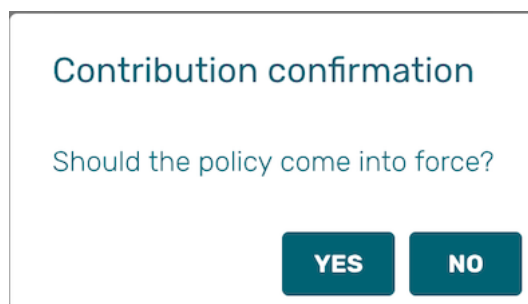 Contribution confirmation
Should the policy come into force?
YES NO